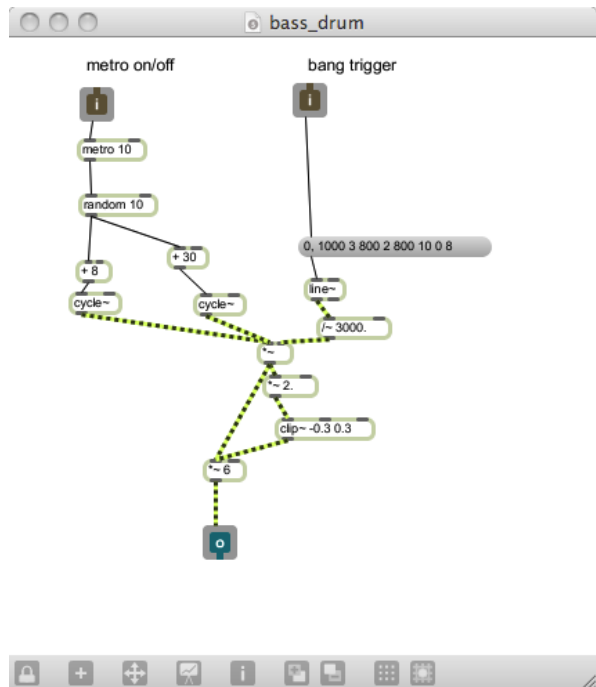 bass_drum
metro on/off
bang trigger
i
i
metro 10
random 10
+ 30
0, 1000 3 800 2 800 10 0 8
+ 8
line~
cycle~
cycle~
/~ 3000.
*~
*~ 2.
clip~ -0.3 0.3
*~ 6
o
i